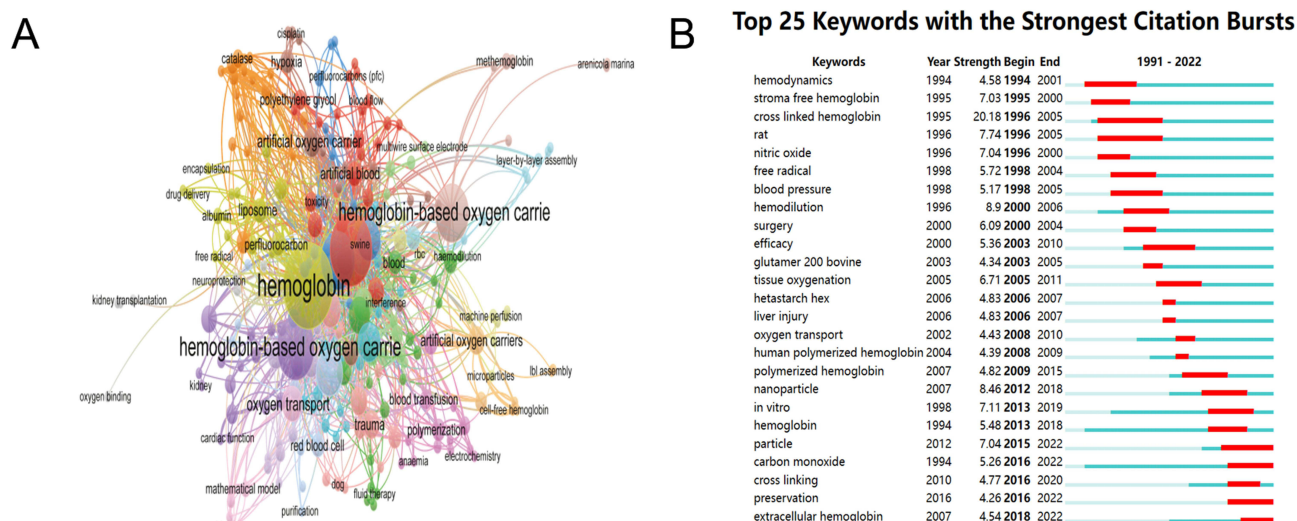 A
cisplatin
catalase
hypoxia
perfluorocarbons (pfc)
methemoglobin
arenicola marina
polyethylene glycol
blood flow
artificial oxygen carrier
multwire surface electrode
layer-by-layer assembly
encapsulation
artificial blood
drug delivery
toxicity
albumin
liposome
hemoglobin-based oxygen carrie
free radical
perfluorocarbon
swine
rbc
haemodilution
blood
neuroprotection
hemoglobin
kidney transplantation
interference
machine perfusion
hemoglobin-based oxygen carrie
artificial oxygen carriers
microparticles
lbl assembly
kidney
oxygen binding
blood transfusion
oxygen transport
cell-free hemoglobin
trauma
cardiac function
polymerization
red blood cell
electrochemistry
anaemia
dog
mathematical model
fluid therapy
purification
B
Top 25 Keywords with the Strongest Citation Bursts
Keywords Year Strength Begin End 1991 - 2022
hemodynamics 1994 4.58 1994 2001
stroma free hemoglobin 1995 7.03 1995 2000
cross linked hemoglobin 1995 20.18 1996 2005
rat 1996 7.74 1996 2005
nitric oxide 1996 7.04 1996 2000
free radical 1998 5.72 1998 2004
blood pressure 1998 5.17 1998 2005
hemodilution 1996 8.9 2000 2006
surgery 2000 6.09 2000 2004
efficacy 2000 5.36 2003 2010
glutamer 200 bovine 2003 4.34 2003 2005
tissue oxygenation 2005 6.71 2005 2011
hetastarch hex 2006 4.83 2006 2007
liver injury 2006 4.83 2006 2007
oxygen transport 2002 4.43 2008 2010
human polymerized hemoglobin 2004 4.39 2008 2009
polymerized hemoglobin 2007 4.82 2009 2015
nanoparticle 2007 8.46 2012 2018
in vitro 1998 7.11 2013 2019
hemoglobin 1994 5.48 2013 2018
particle 2012 7.04 2015 2022
carbon monoxide 1994 5.26 2016 2022
cross linking 2010 4.77 2016 2020
preservation 2016 4.26 2016 2022
extracellular hemoglobin 2007 4.54 2018 2022